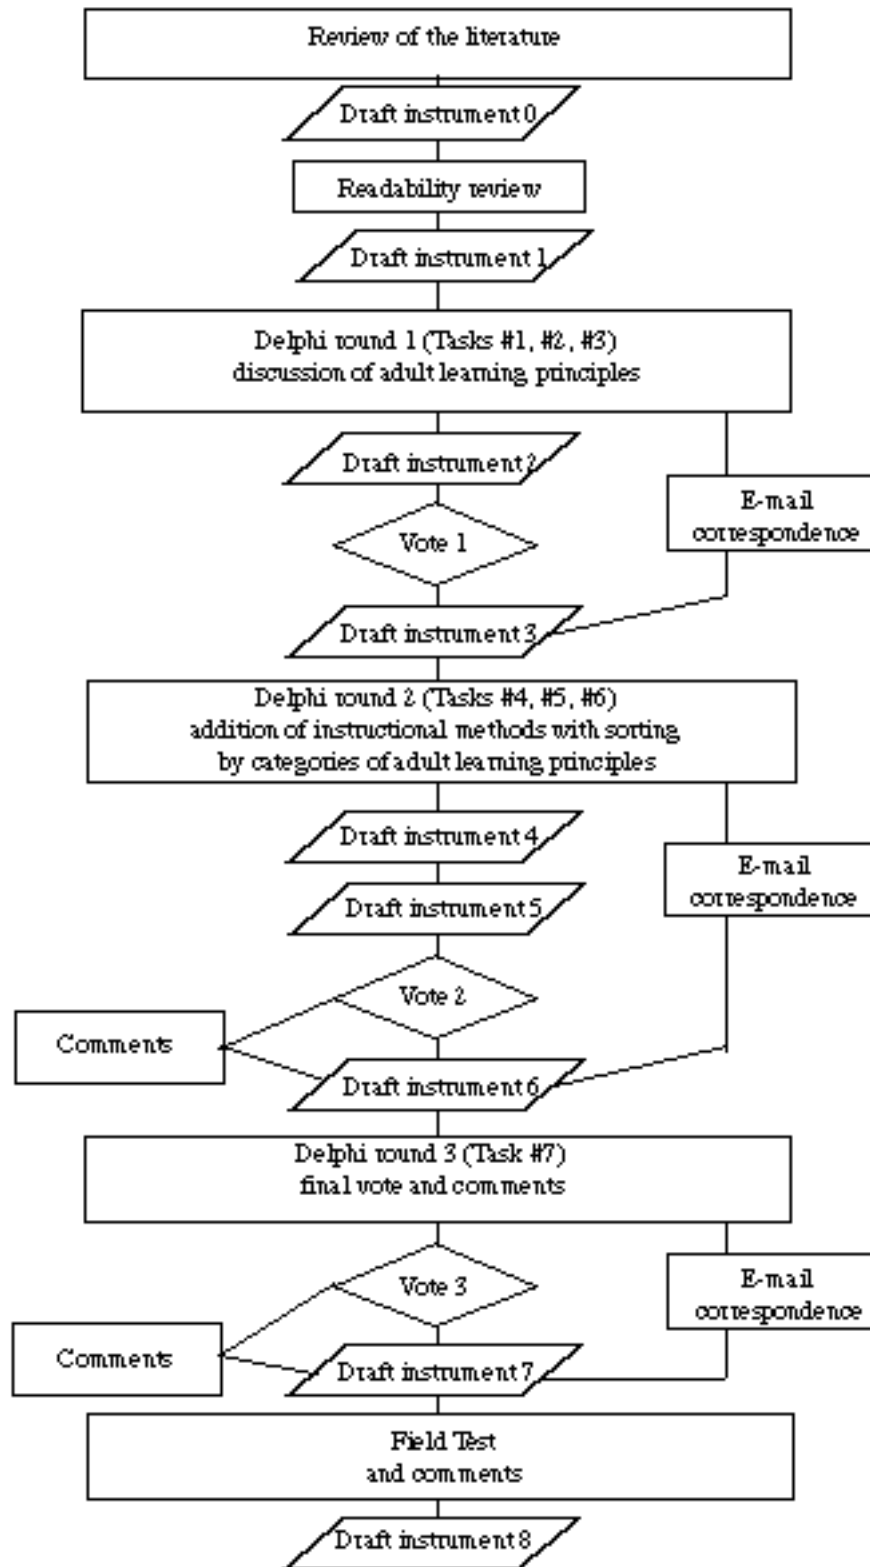 Review of the literature
Draft instrument 0
Readability review
Draft instrument 1
Delphi round 1 (Tasks #1, #2, #3)
discussion of adult learning principles
Draft instrument 2
E-mail
correspondence
Vote 1
Draft instrument 3
Delphi round 2 (Tasks #4, #5, #6)
addition of instructional methods with sorting
by categories of adult learning principles
Draft instrument 4
E-mail
correspondence
Draft instrument 5
Vote 2
Comments
Draft instrument 6
Delphi round 3 (Task #7)
final vote and comments
Vote 3
E-mail
correspondence
Comments
Draft instrument 7
Field Test
and comments
Draft instrument 8